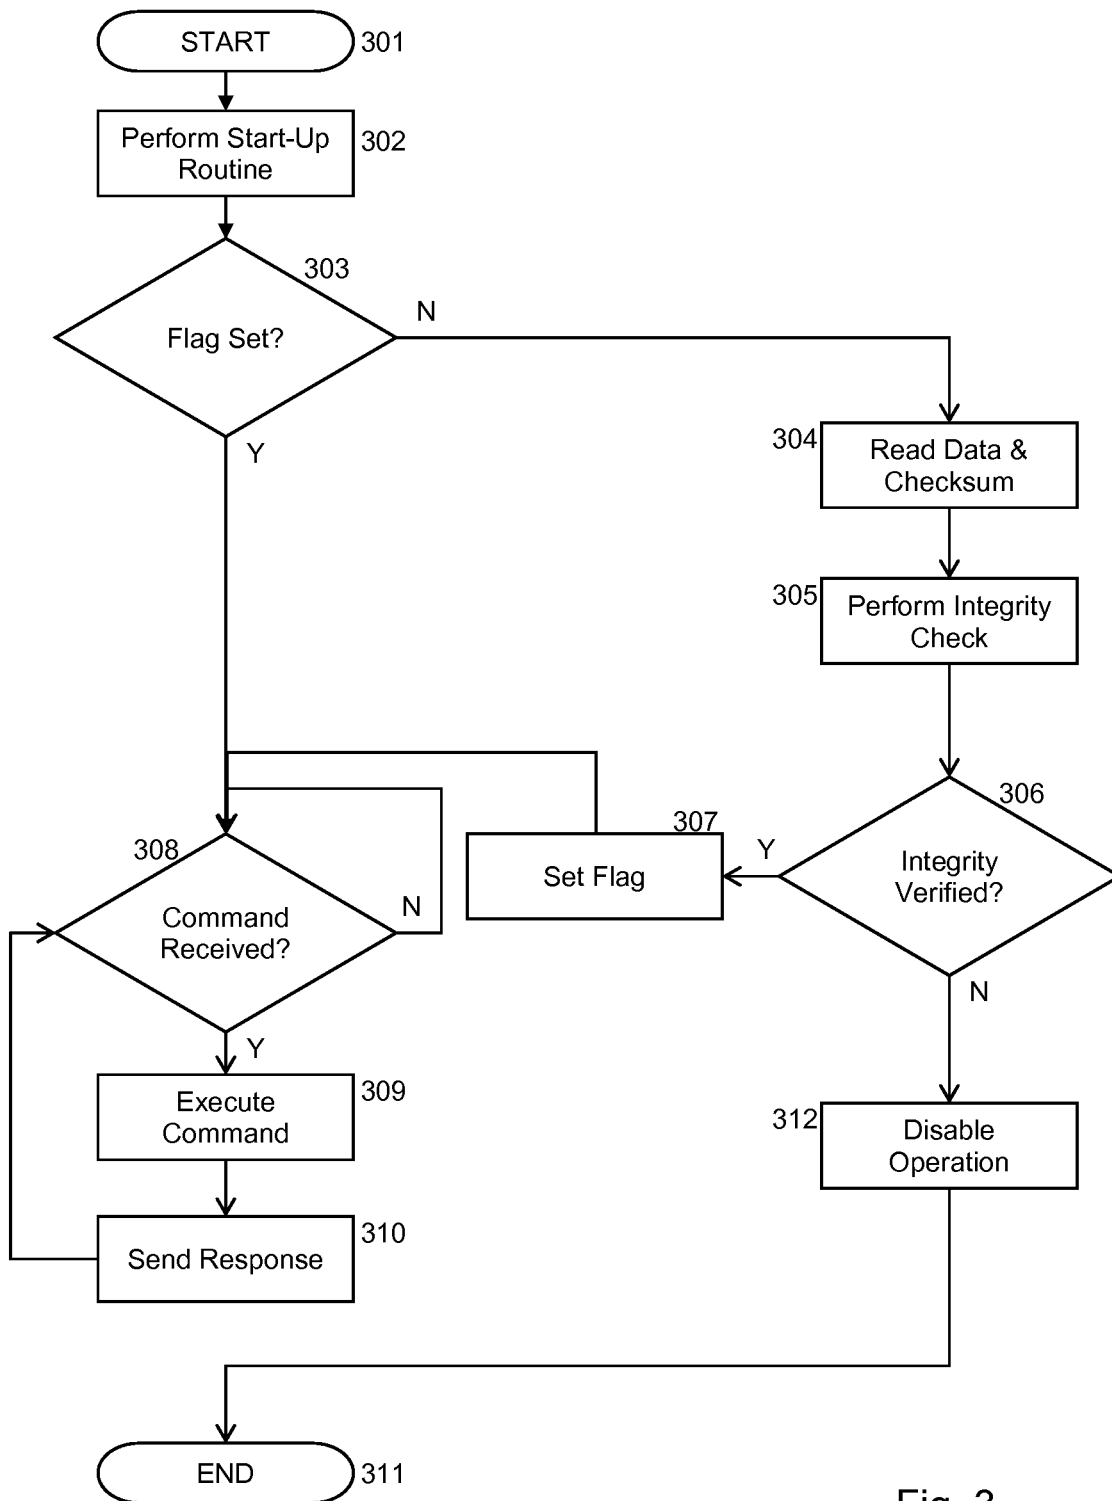 START
301
Perform Start-Up
Routine
302
303
Flag Set?
N
Y
304
Read Data &
Checksum
305
Perform Integrity
Check
306
Integrity
Verified?
Y
N
307
Set Flag
308
Command
Received?
N
Y
309
Execute
Command
310
Send Response
312
Disable
Operation
END
311
Fig. 3